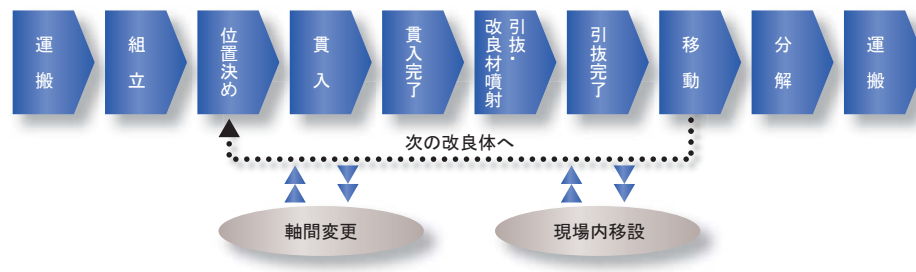 運搬
組立
位置決め
貫入
貫入完了
引抜・
改良材噴射
引抜完了
移動
分解
運搬
次の改良体へ
軸間変更
現場内移設